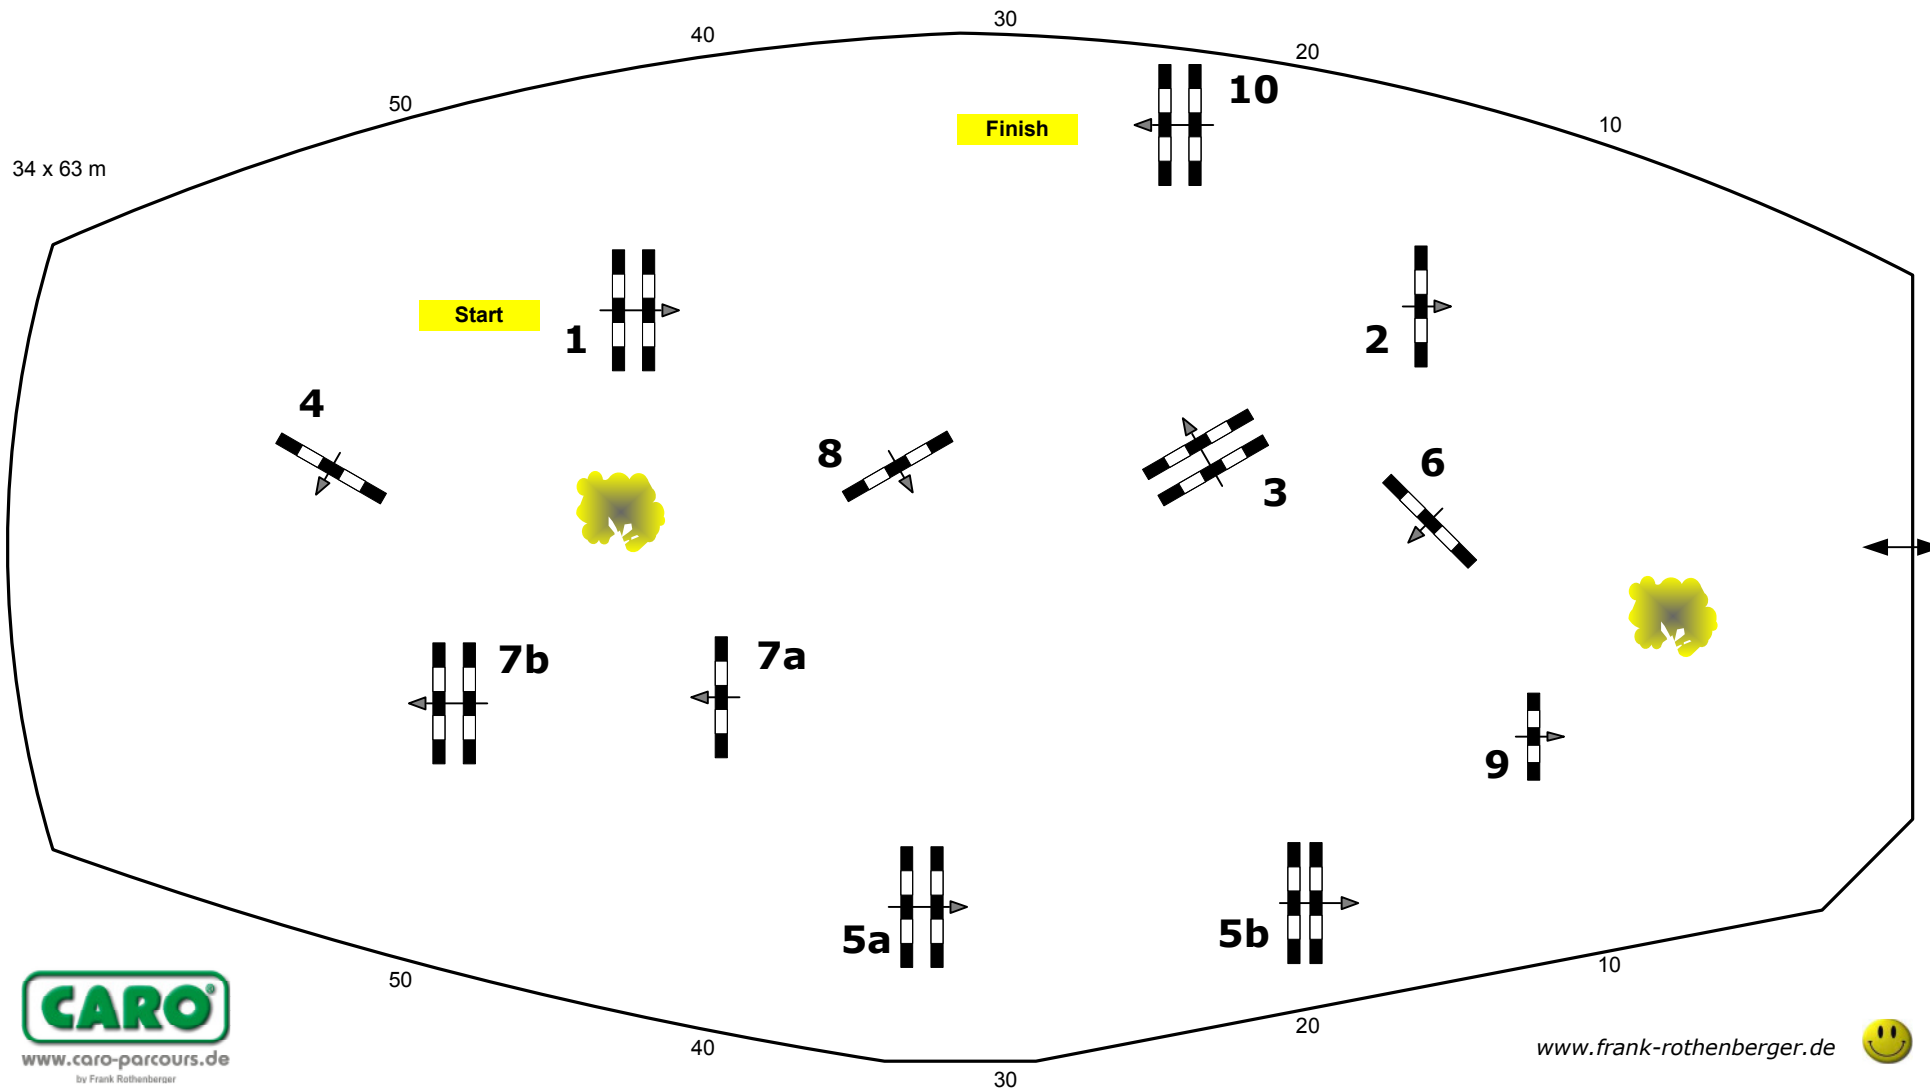 30
40
20
50
10
10
Finish
34 x 63 m
Start
1
2
4
8
6
3
7b
7a
9
5a
5b
50
10
20
40
30
CARO®
www.caro-parcours.de
by Frank Rothenberger
www.frank-rothenberger.de